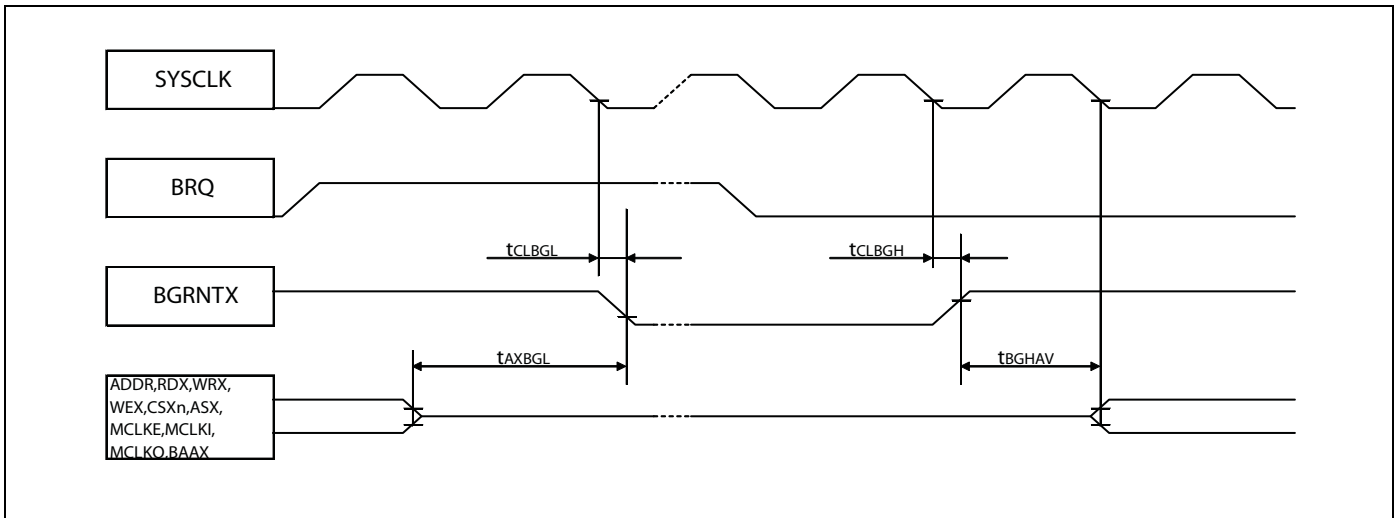 SYSCLK
BRQ
tCLBGL
tCLBGH
BGRNTX
tAXBGL
tBGHAV
ADDR,RDX,WRX,
WEX,CSXn,ASX,
MCLKE,MCLKI,
MCLKO,BAAX